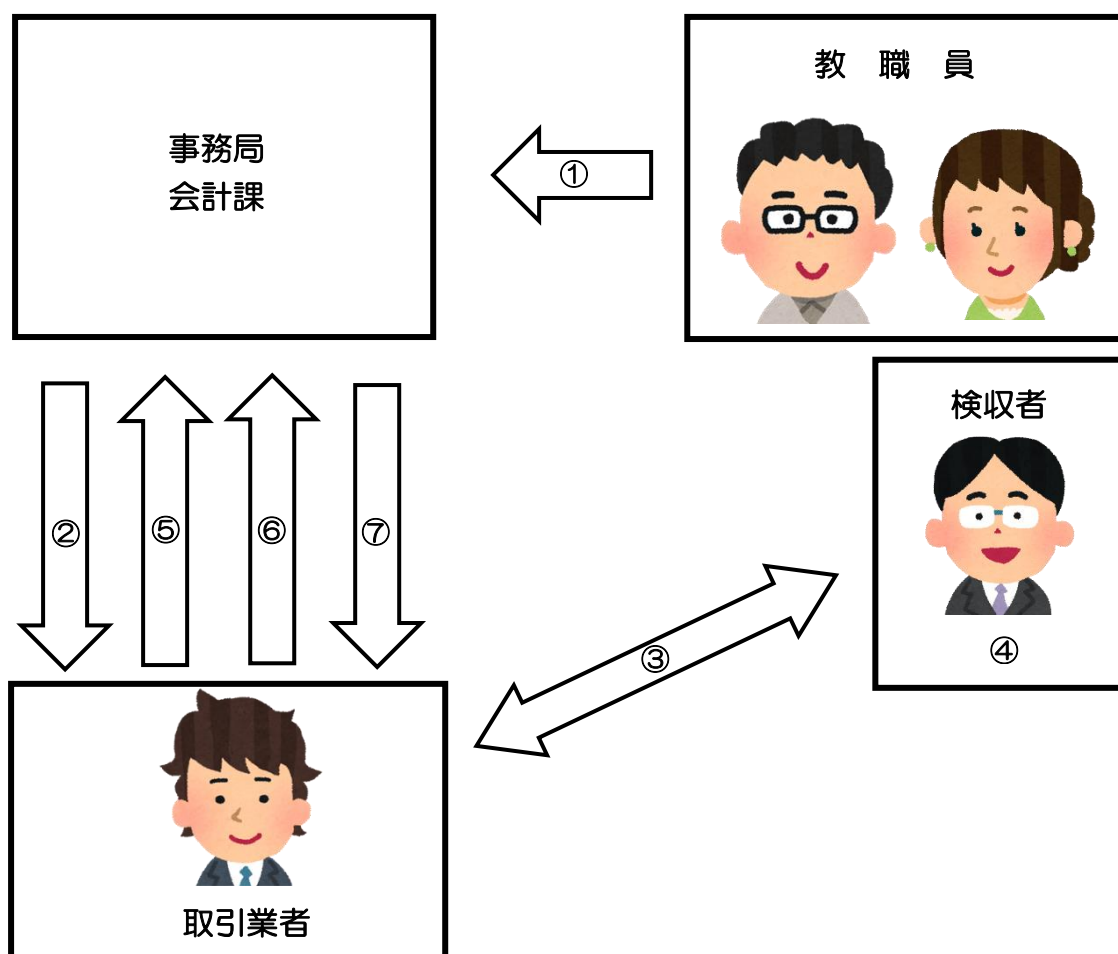 教　職　員
事務局
会計課
①
検収者
②
⑤
⑥
⑦
③
④
取引業者